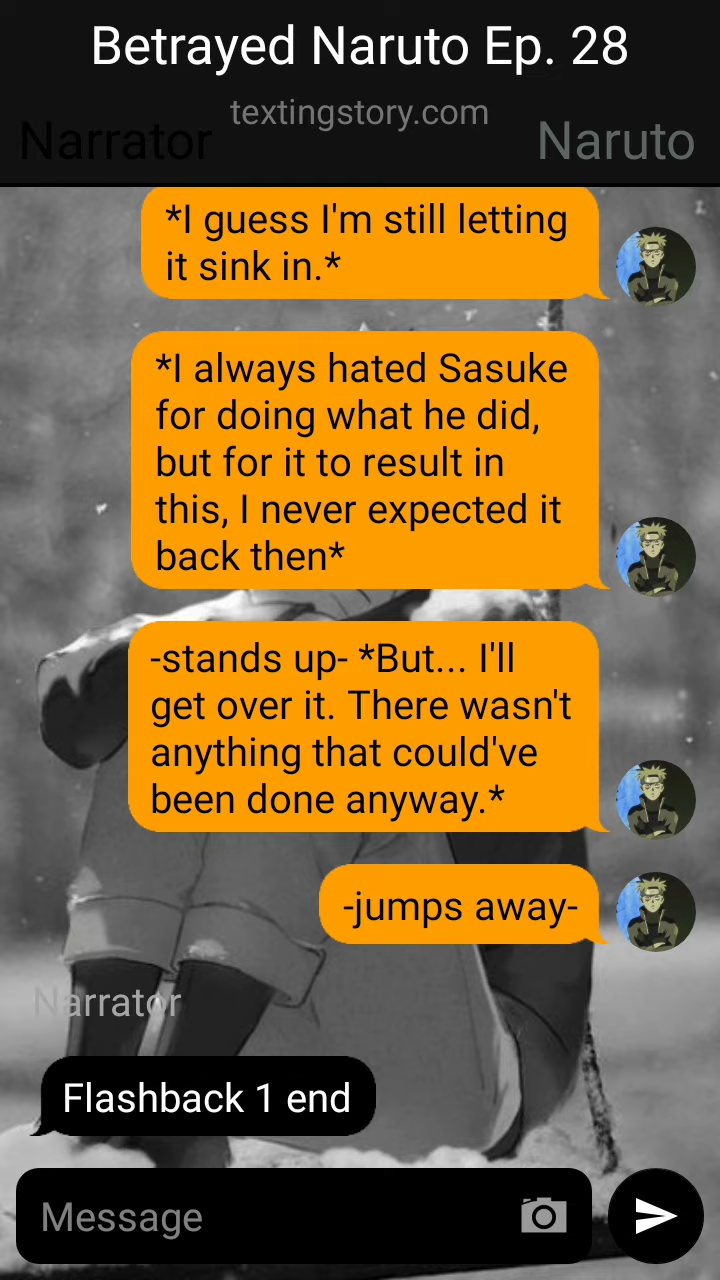 Betrayed Naruto Ep. 28
textingstory.com
Narrator
Naruto
*I guess I'm still letting
it sink in.*
*I always hated Sasuke
for doing what he did,
but for it to result in
this, I never expected it
back then*
-stands up- *But... I'll
get over it. There wasn't
anything that could've
been done anyway.*
-jumps away-
Narrator
Flashback 1 end
Message